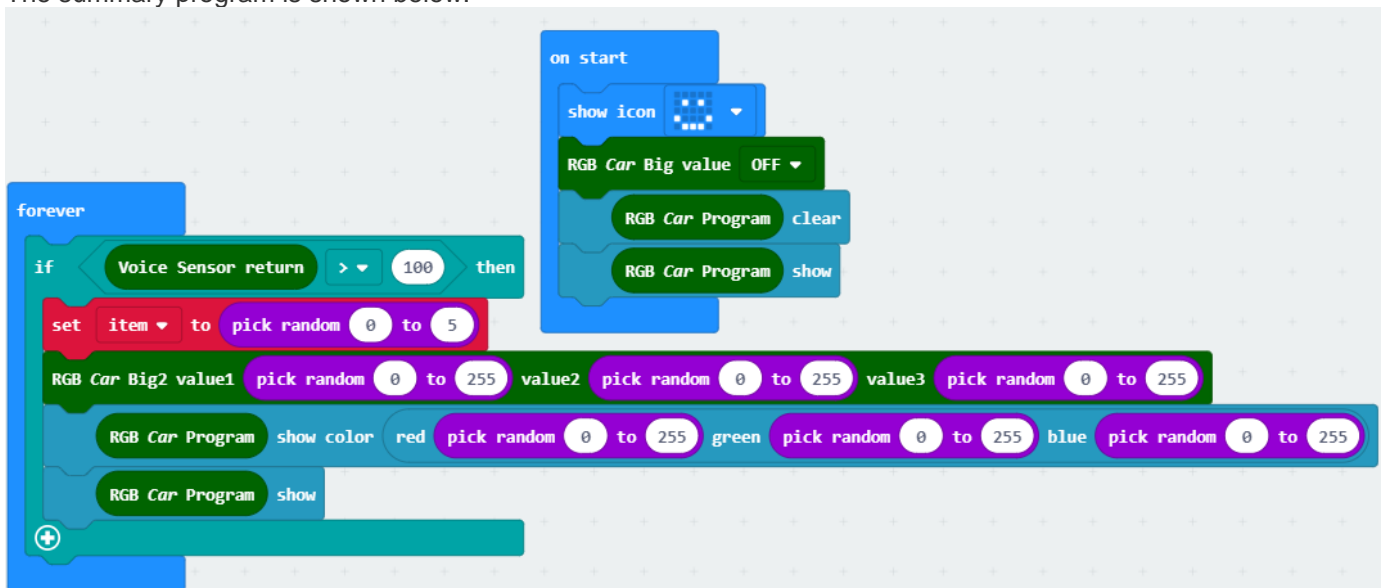 The summary program is shown below:
on start
show icon
RGB Car Big value OFF
RGB Car Program clear
RGB Car Program show
forever
if Voice Sensor return > 100 then
set item to pick random 0 to 5
RGB Car Big2 value1 pick random 0 to 255 value2 pick random 0 to 255 value3 pick random 0 to 255
RGB Car Program show color red pick random 0 to 255 green pick random 0 to 255 blue pick random 0 to 255
RGB Car Program show